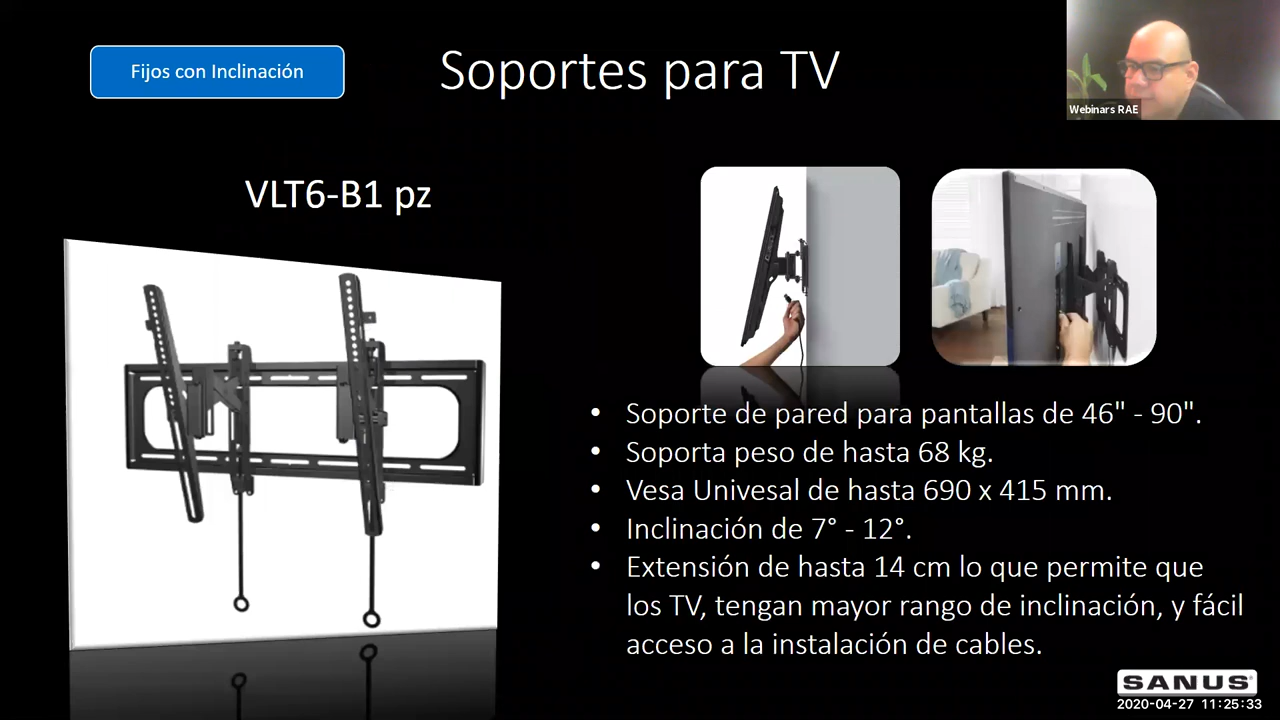 Fijos con Inclinación
Soportes para TV
Webinars RAE
VLT6-B1 pz
• Soporte de pared para pantallas de 46" - 90".
• Soporta peso de hasta 68 kg.
• Vesa Univesal de hasta 690 x 415 mm.
• Inclinación de 7° - 12°.
• Extensión de hasta 14 cm lo que permite que
los TV, tengan mayor rango de inclinación, y fácil
acceso a la instalación de cables.
SANUS
2020-04-27 11:25:33